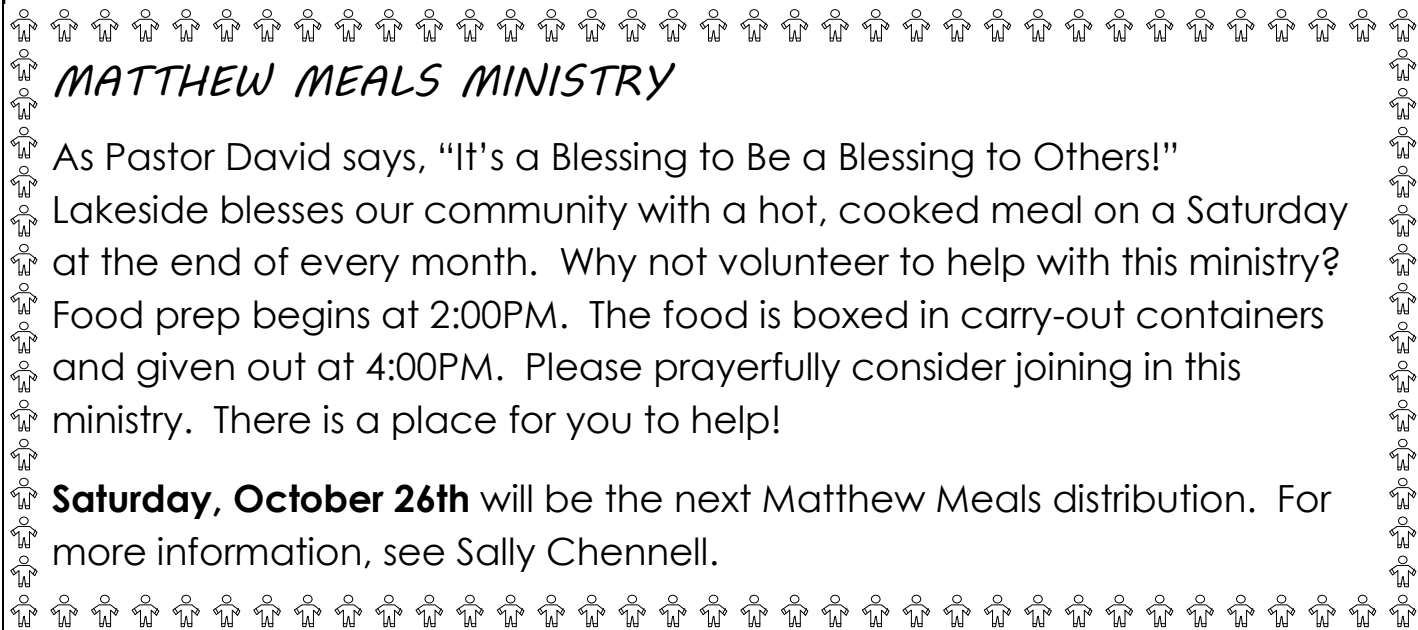 MATTHEW MEALS MINISTRY
As Pastor David says, “It’s a Blessing to Be a Blessing to Others!”
Lakeside blesses our community with a hot, cooked meal on a Saturday
at the end of every month.  Why not volunteer to help with this ministry?
Food prep begins at 2:00PM.  The food is boxed in carry-out containers
and given out at 4:00PM.  Please prayerfully consider joining in this
ministry.  There is a place for you to help!
Saturday, October 26th will be the next Matthew Meals distribution.  For
more information, see Sally Chennell.